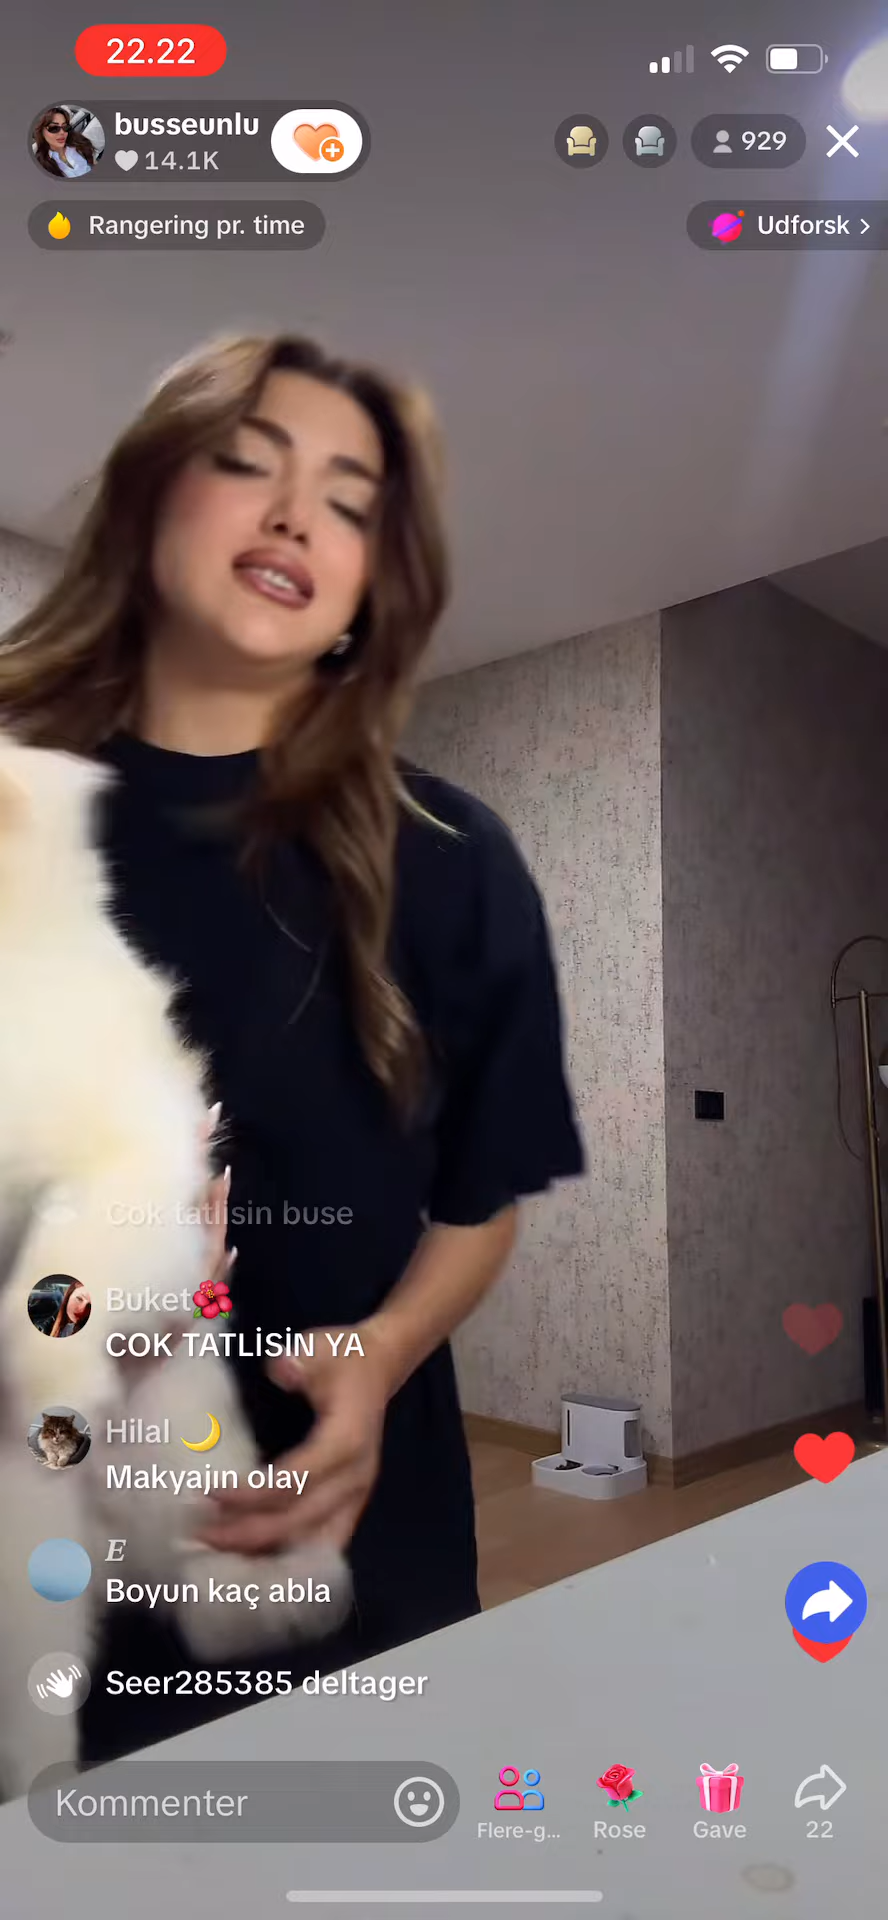 22.22
busseunlu
14.1K
929
Rangering pr. time
Udforsk >
Cok tatlisin buse
Buket🌺
COK TATLİSİN YA
Hilal 🌙
Makyajın olay
E
Boyun kaç abla
Seer285385 deltager
Kommenter
Flere-g...
Rose
Gave
22